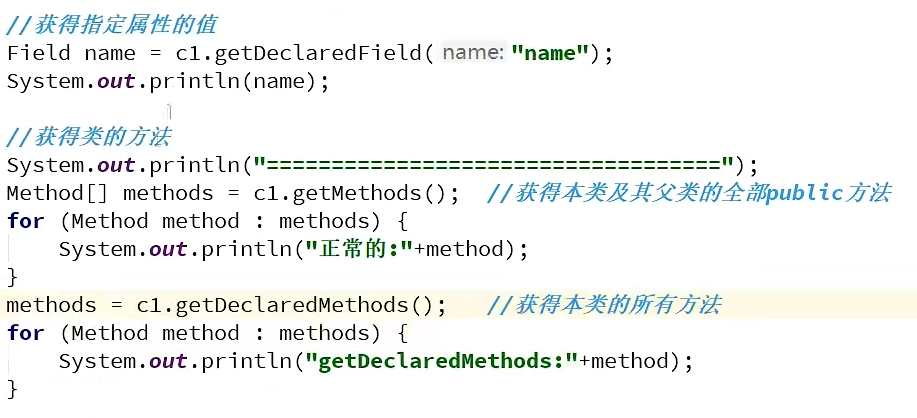 //获得指定属性的值
Field name = c1.getDeclaredField( name: "name");
System.out.println(name);
//获得类的方法
System.out.println("===================================");
Method[] methods = c1.getMethods();  //获得本类及其父类的全部public方法
for (Method method : methods) {
    System.out.println("正常的:"+method);
}
methods = c1.getDeclaredMethods();   //获得本类的所有方法
for (Method method : methods) {
    System.out.println("getDeclaredMethods:"+method);
}